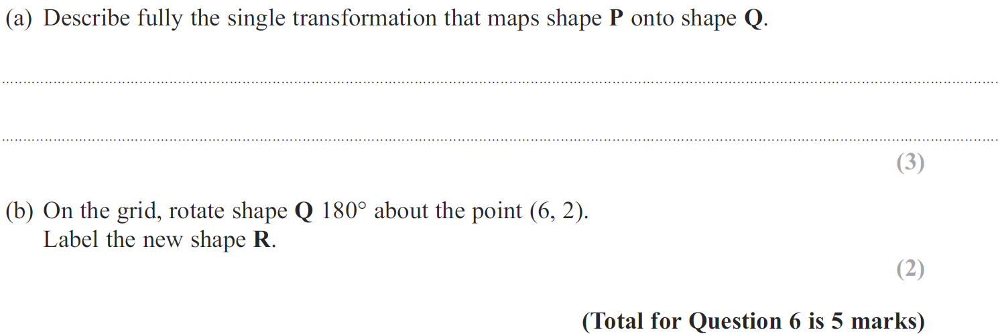 (a) Describe fully the single transformation that maps shape P onto shape Q.
(3)
(b) On the grid, rotate shape Q 180° about the point (6, 2).
Label the new shape R.
(2)
(Total for Question 6 is 5 marks)